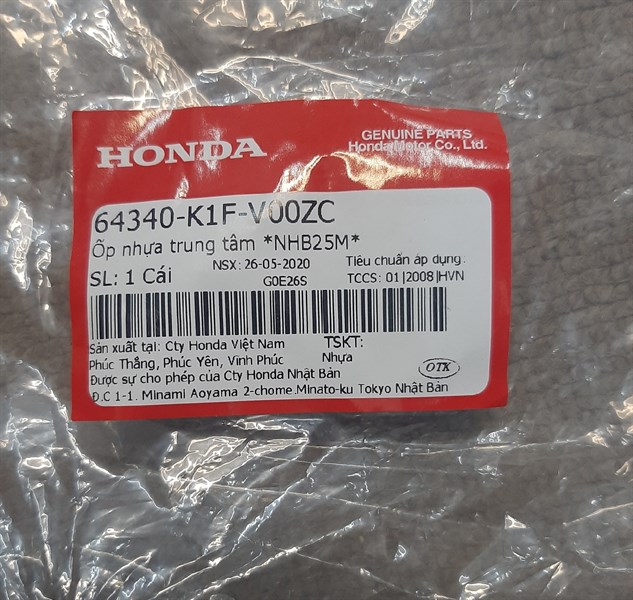 HONDA
GENUINE PARTS
Honda Motor Co., Ltd.
64340-K1F-V00ZC
Ốp nhựa trung tâm *NHB25M*
SL: 1 Cái
NSX: 26-05-2020
G0E26S
Tiêu chuẩn áp dụng:
TCCS: 01|2008|HVN
Sản xuất tại: Cty Honda Việt Nam
Phúc Thắng, Phúc Yên, Vinh Phúc
Được sự cho phép của Cty Honda Nhật Bản
Đ.C 1-1. Minami Aoyama 2-chome.Minato-ku Tokyo Nhật Bản
TSKT:
Nhựa
OTK